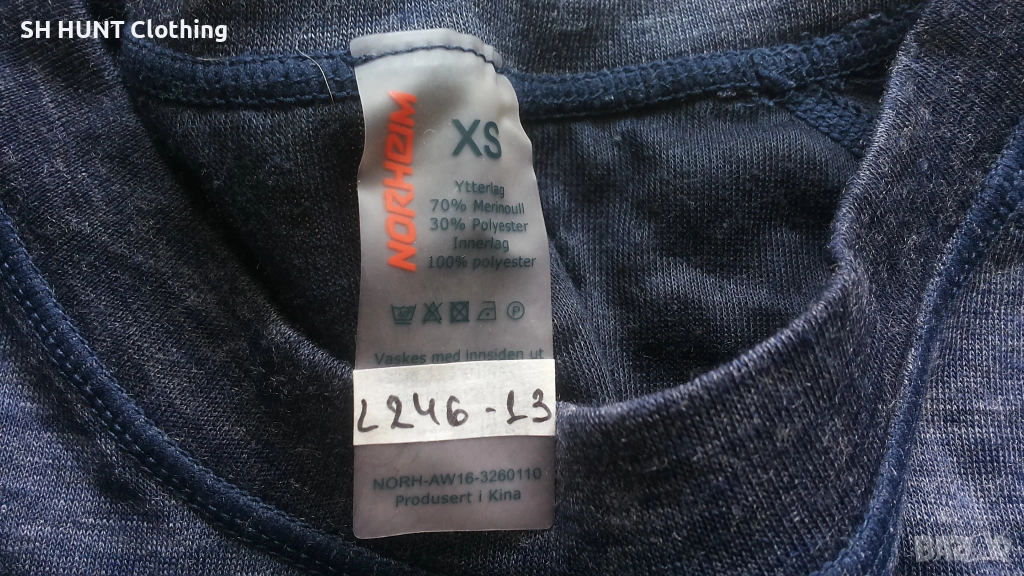 SH HUNT Clothing
NORHEIM
XS
Ytterlag
70% Merinoull
30% Polyester
Innerlag
100% polyester
P
Vaskes med innsiden ut
L246-13
NORH-AW16-3260110
Produsert i Kina